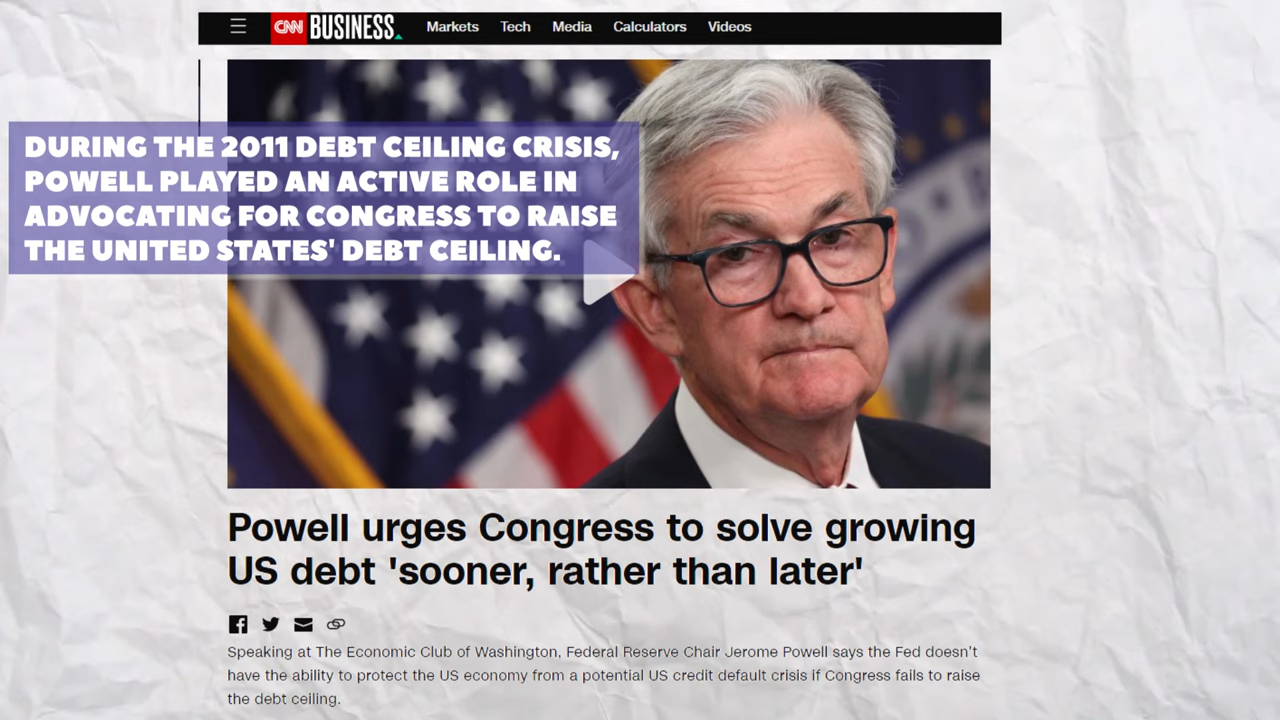 CNN BUSINESS Markets Tech Media Calculators Videos
DURING THE 2011 DEBT CEILING CRISIS,
POWELL PLAYED AN ACTIVE ROLE IN
ADVOCATING FOR CONGRESS TO RAISE
THE UNITED STATES' DEBT CEILING.
Powell urges Congress to solve growing
US debt 'sooner, rather than later'
Speaking at The Economic Club of Washington, Federal Reserve Chair Jerome Powell says the Fed doesn't
have the ability to protect the US economy from a potential US credit default crisis if Congress fails to raise
the debt ceiling.